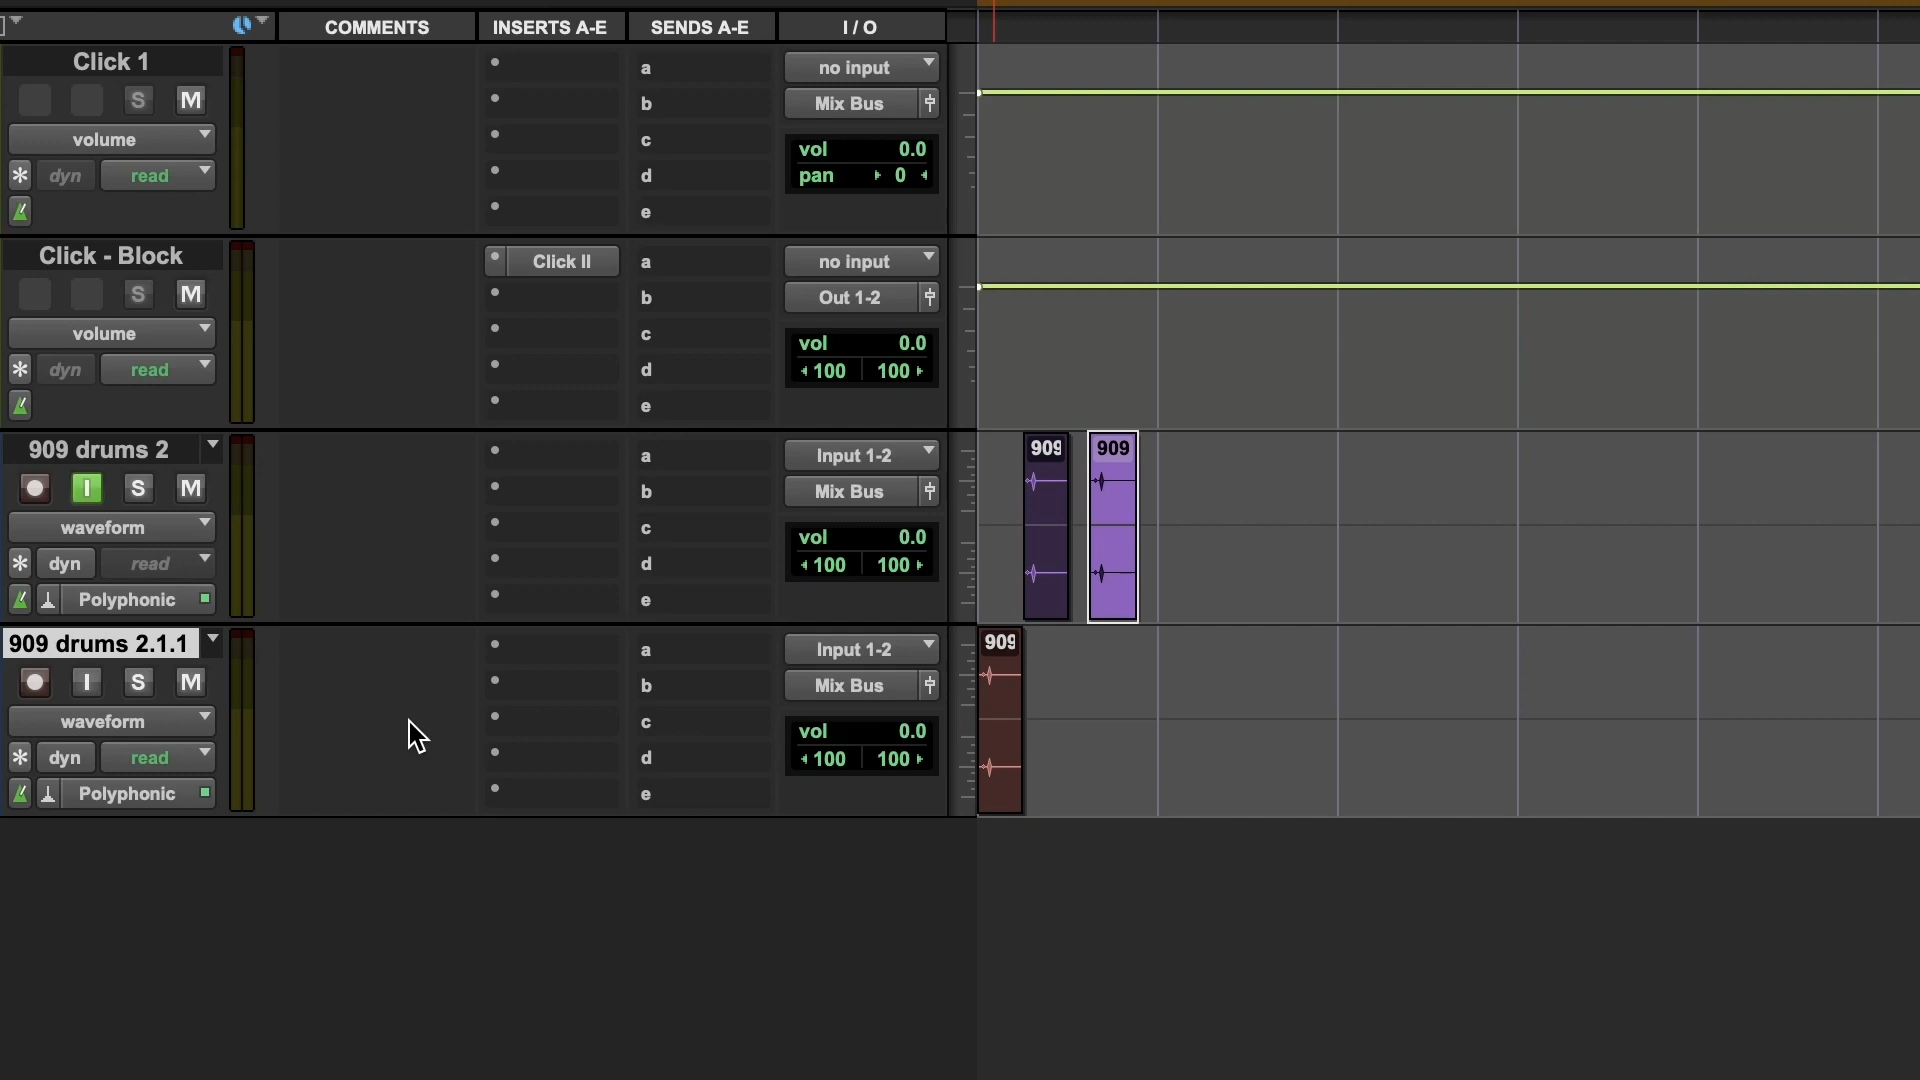 COMMENTS INSERTS A-E SENDS A-E I / O
Click 1
S M
volume
* dyn read
a
b
c
d
e
no input
Mix Bus
vol 0.0
pan 0
Click - Block
S M
volume
* dyn read
Click II
a
b
c
d
e
no input
Out 1-2
vol 0.0
100 100
909 drums 2
I S M
waveform
* dyn read
Polyphonic
a
b
c
d
e
Input 1-2
Mix Bus
vol 0.0
100 100
909 909
909 drums 2.1.1
I S M
waveform
* dyn read
Polyphonic
a
b
c
d
e
Input 1-2
Mix Bus
vol 0.0
100 100
909